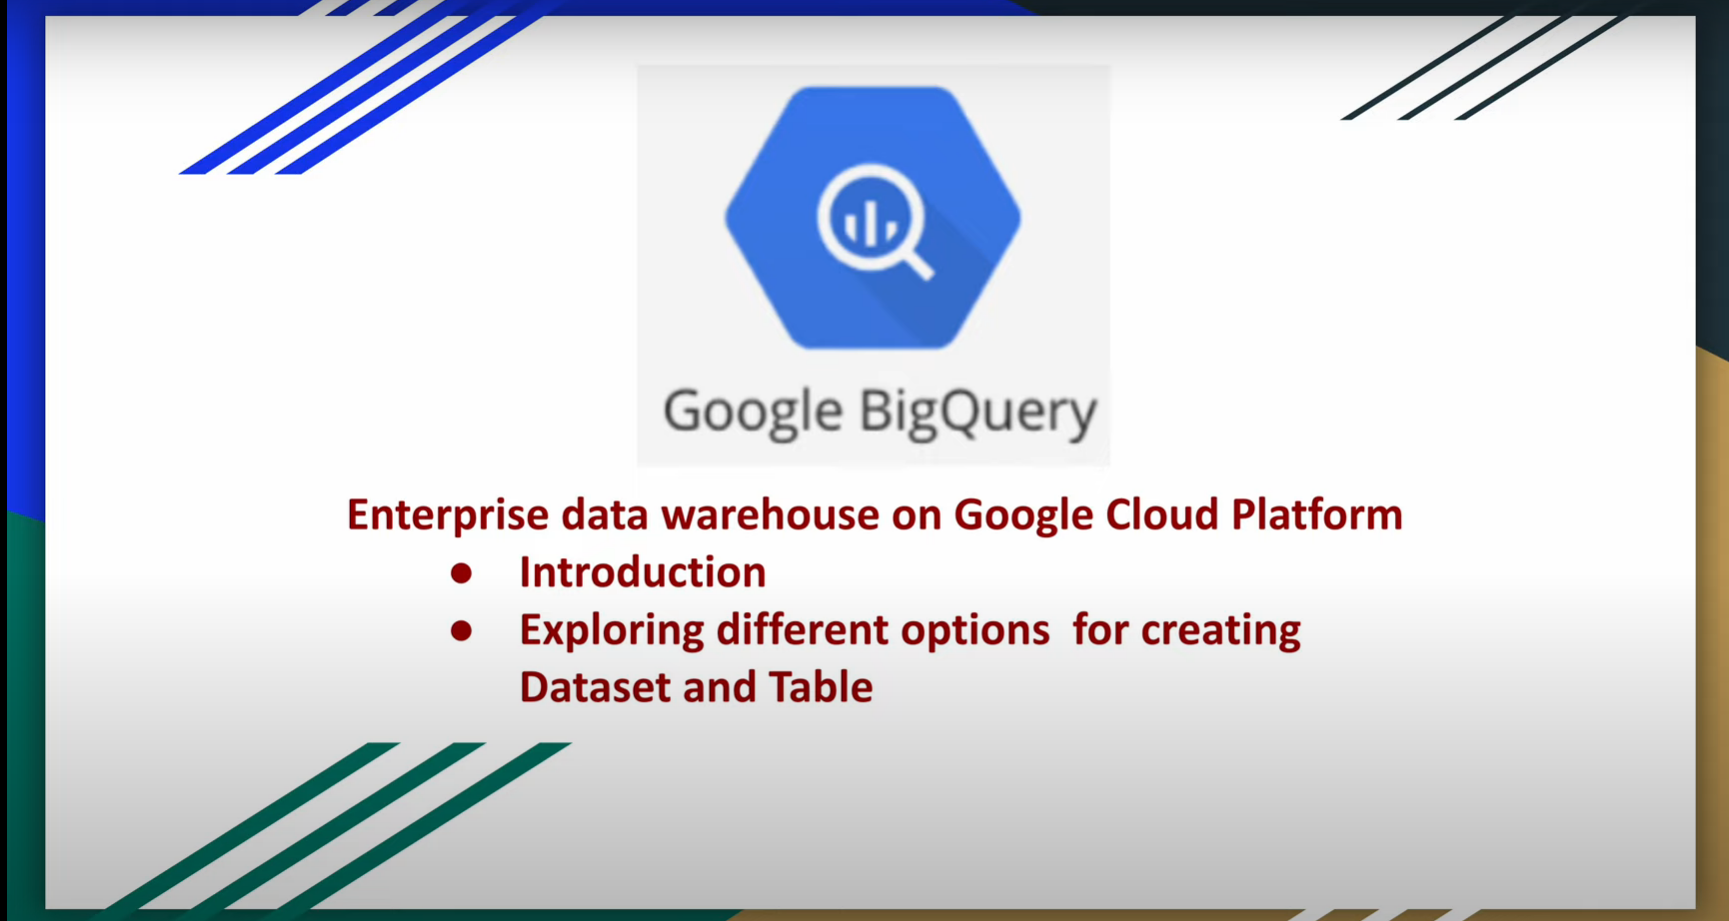 Google BigQuery
Enterprise data warehouse on Google Cloud Platform
● Introduction
● Exploring different options  for creating
Dataset and Table